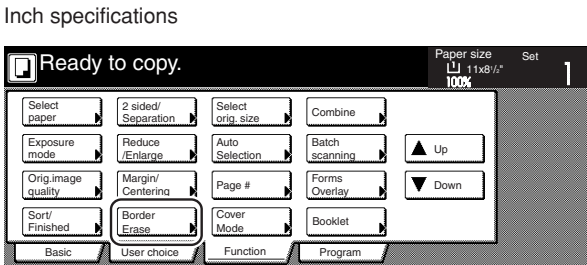 Inch specifications
Ready to copy.
Paper size
Set
11x8½"
100%
1
Select
paper
2 sided/
Separation
Select
orig. size
Combine
Exposure
mode
Reduce
/Enlarge
Auto
Selection
Batch
scanning
Up
Orig.image
quality
Margin/
Centering
Page #
Forms
Overlay
Down
Sort/
Finished
Border
Erase
Cover
Mode
Booklet
Basic
User choice
Function
Program